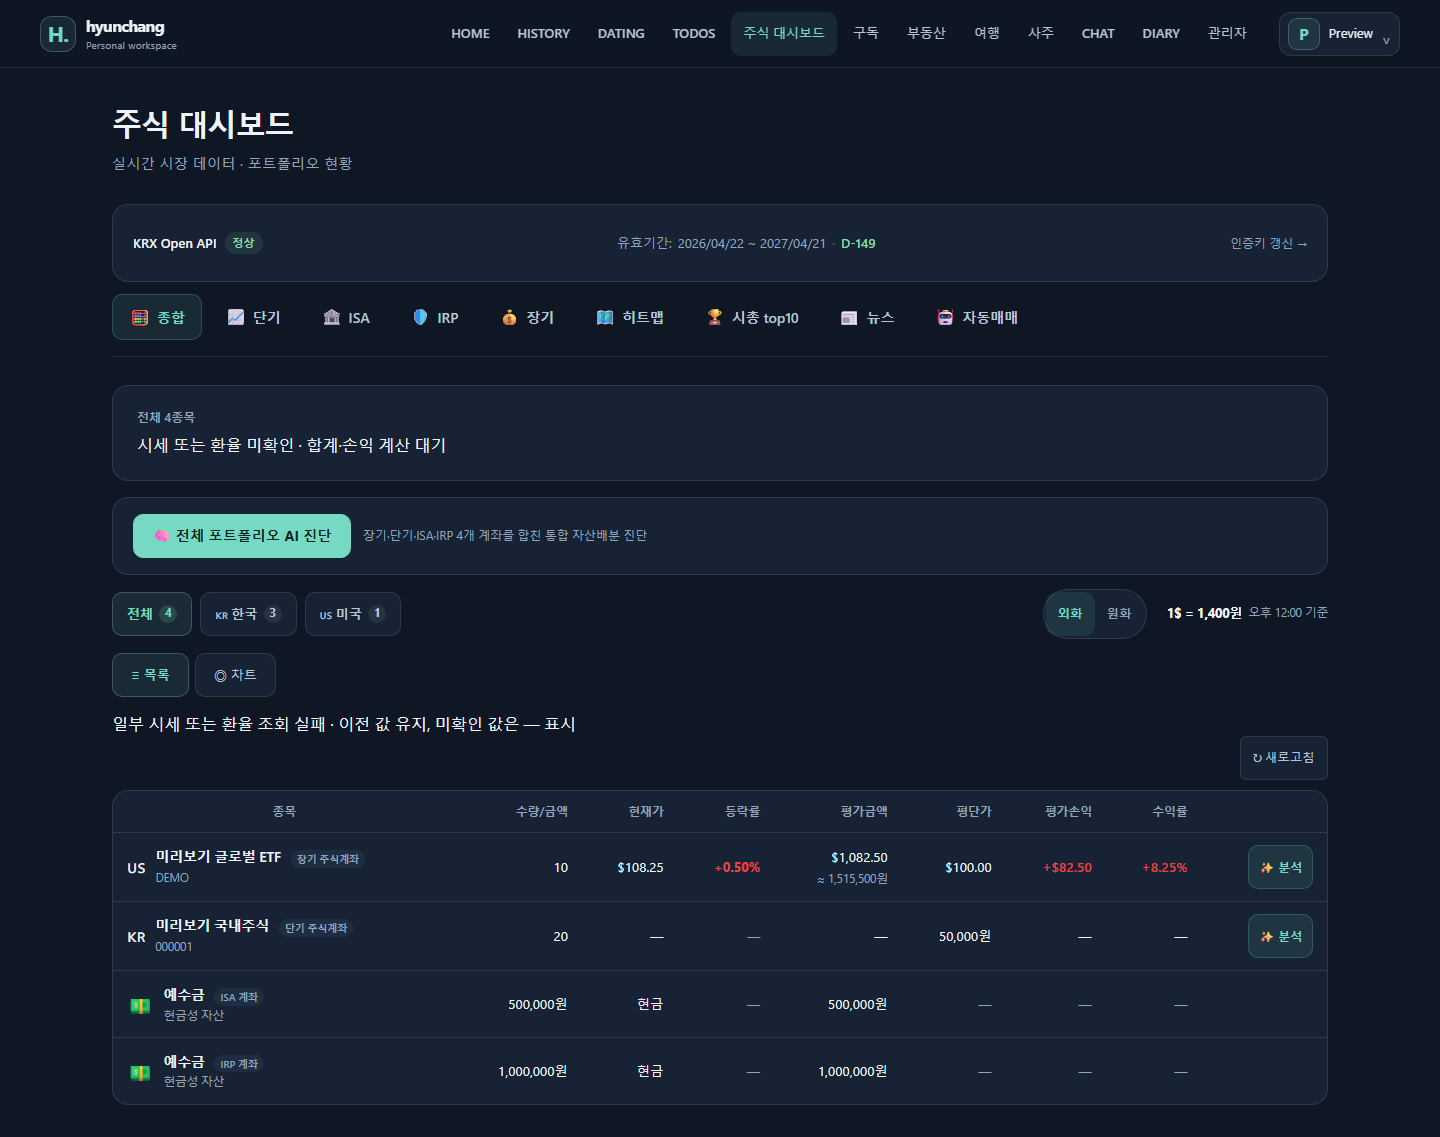 H.
hyunchang
Personal workspace
HOME HISTORY DATING TODOS 주식 대시보드 구독 부동산 여행 사주 CHAT DIARY 관리자
P Preview v
주식 대시보드
실시간 시장 데이터 · 포트폴리오 현황
KRX Open API 정상 유효기간: 2026/04/22 ~ 2027/04/21 · D-149 인증키 갱신 →
종합 단기 ISA IRP 장기 히트맵 시총 top10 뉴스 자동매매
전체 4종목
시세 또는 환율 미확인 · 합계·손익 계산 대기
전체 포트폴리오 AI 진단 장기·단기·ISA·IRP 4개 계좌를 합친 통합 자산배분 진단
전체 4 KR 한국 3 US 미국 1 외화 원화 1$ = 1,400원 오후 12:00 기준
≡ 목록 ◎ 차트
일부 시세 또는 환율 조회 실패 · 이전 값 유지, 미확인 값은 — 표시
↻ 새로고침
종목 수량/금액 현재가 등락률 평가금액 평단가 평가손익 수익률
US 미리보기 글로벌 ETF 장기 주식계좌 10 $108.25 +0.50% $1,082.50 $100.00 +$82.50 +8.25% ✨ 분석
DEMO ≈ 1,515,500원
KR 미리보기 국내주식 단기 주식계좌 20 — — — 50,000원 — — ✨ 분석
000001
예수금 ISA 계좌 500,000원 현금 — 500,000원 — — —
현금성 자산
예수금 IRP 계좌 1,000,000원 현금 — 1,000,000원 — — —
현금성 자산